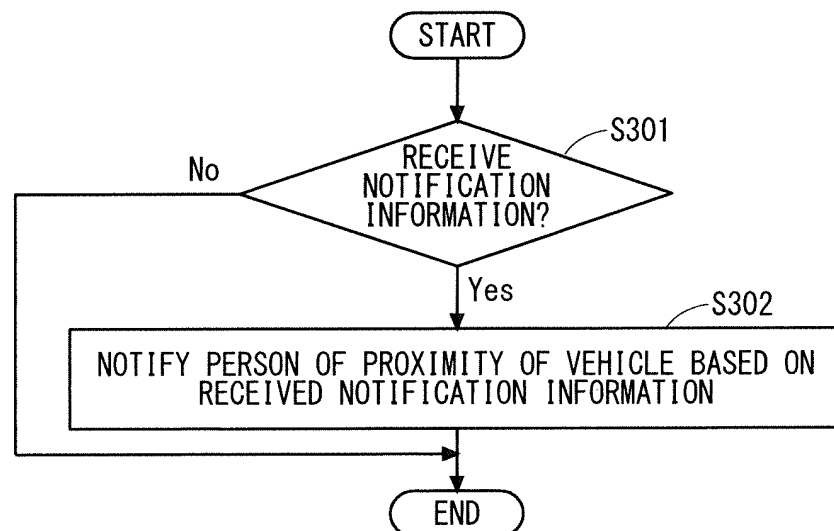 START
S301
No
RECEIVE
NOTIFICATION
INFORMATION?
Yes
S302
NOTIFY PERSON OF PROXIMITY OF VEHICLE BASED ON
RECEIVED NOTIFICATION INFORMATION
END